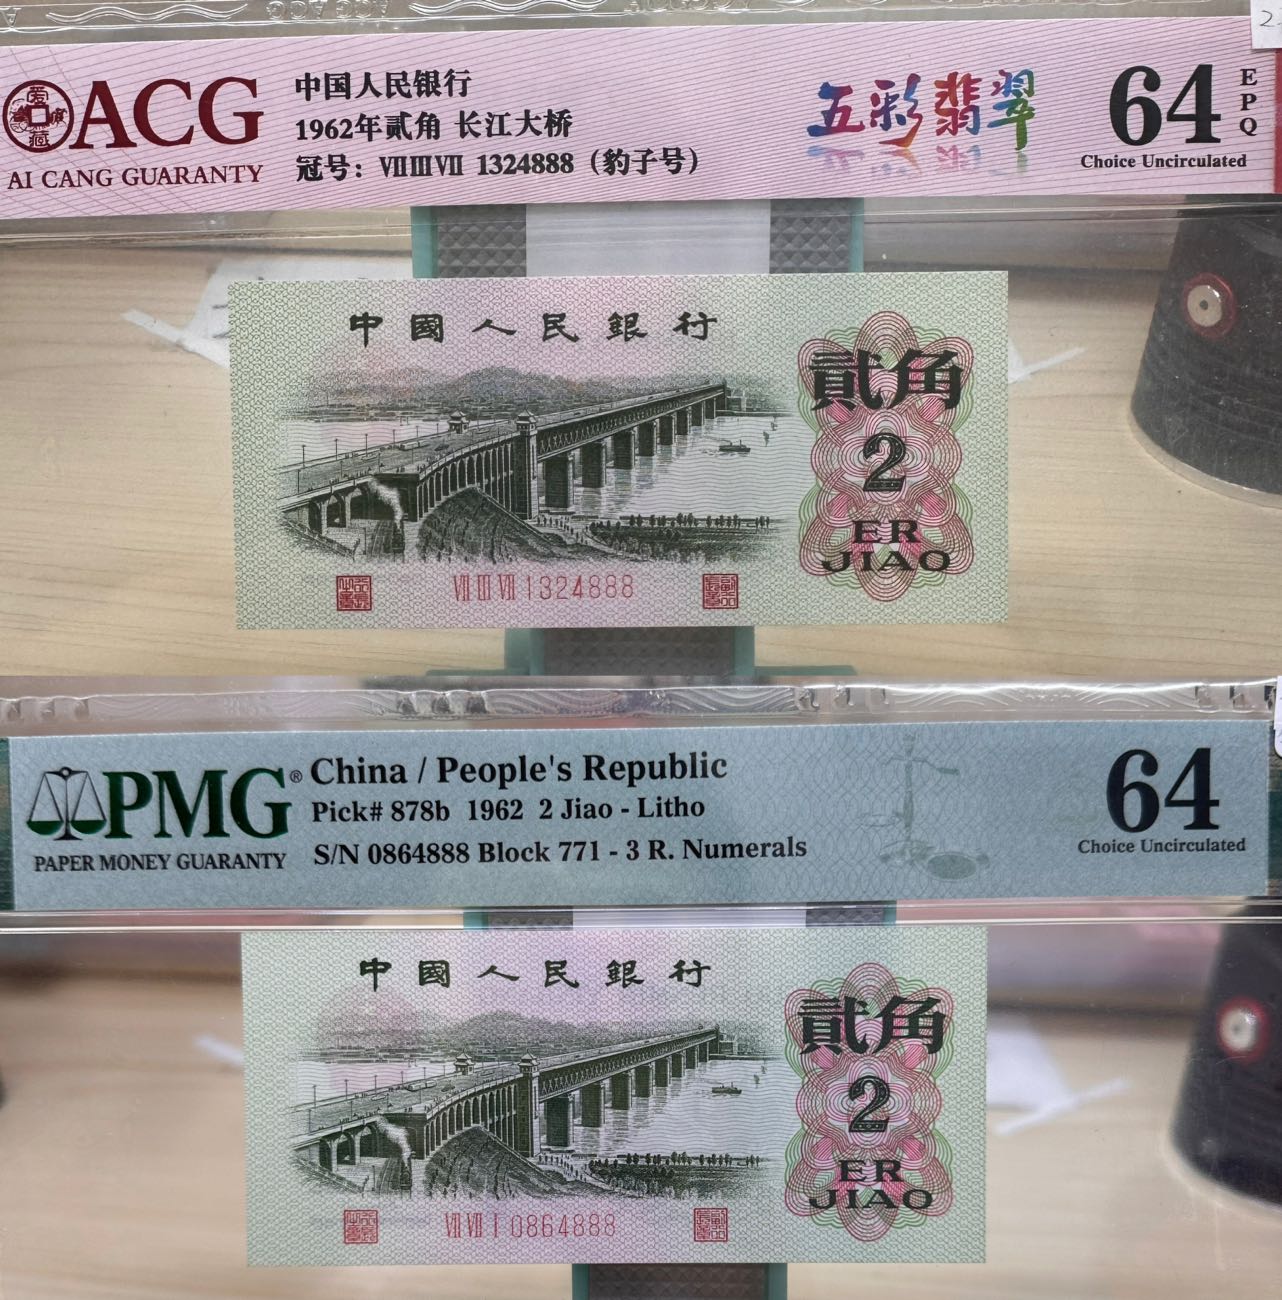 ACG
AI CANG GUARANTY
中国人民银行
1962年贰角 长江大桥
冠号：ⅦⅢⅦ 1324888（豹子号）
五彩翡翠
64 EPQ
Choice Uncirculated
中國人民銀行
貳角
2
ER
JIAO
ⅦⅢⅦ 1324888
PMG®
PAPER MONEY GUARANTY
China / People's Republic
Pick# 878b 1962 2 Jiao - Litho
S/N 0864888 Block 771 - 3 R. Numerals
64
Choice Uncirculated
中國人民銀行
貳角
2
ER
JIAO
ⅦⅦⅠ 0864888